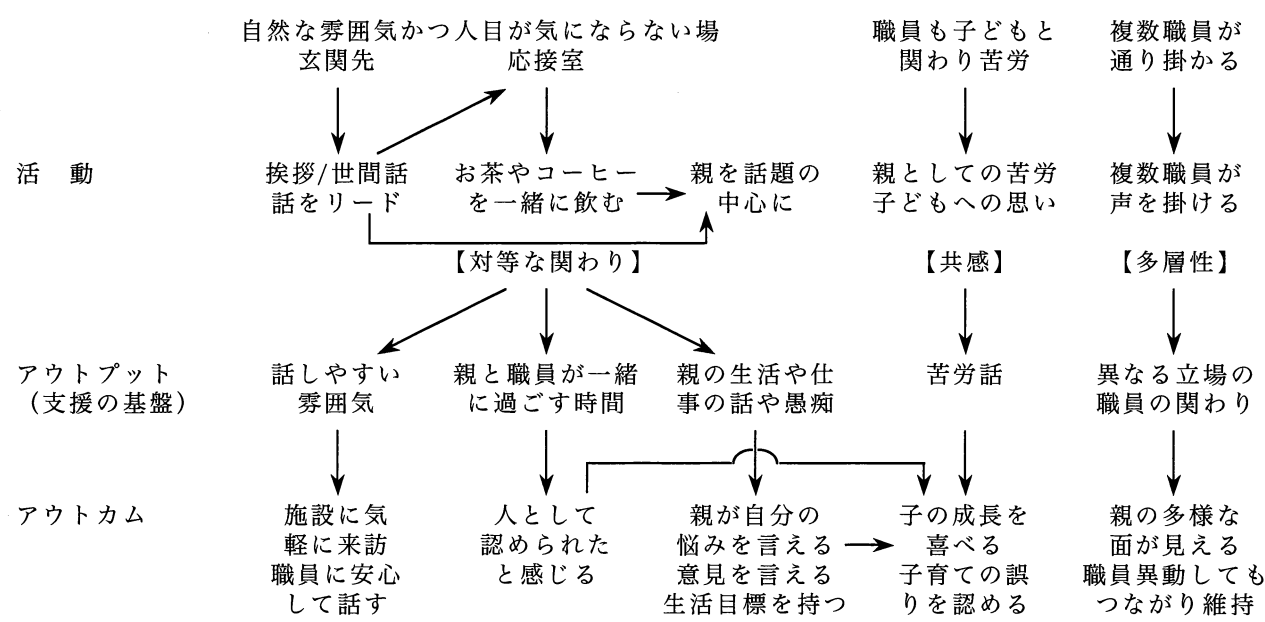 自然な雰囲気かつ人目が気にならない場
玄関先
応接室
職員も子どもと
関わり苦労
複数職員が
通り掛かる
活　動
挨拶/世間話
話をリード
お茶やコーヒー
を一緒に飲む
親を話題の
中心に
親としての苦労
子どもへの思い
複数職員が
声を掛ける
【対等な関わり】
【共感】
【多層性】
アウトプット
（支援の基盤）
話しやすい
雰囲気
親と職員が一緒
に過ごす時間
親の生活や仕
事の話や愚痴
苦労話
異なる立場の
職員の関わり
アウトカム
施設に気
軽に来訪
職員に安心
して話す
人として
認められた
と感じる
親が自分の
悩みを言える
意見を言える
生活目標を持つ
子の成長を
喜べる
子育ての誤
りを認める
親の多様な
面が見える
職員異動しても
つながり維持